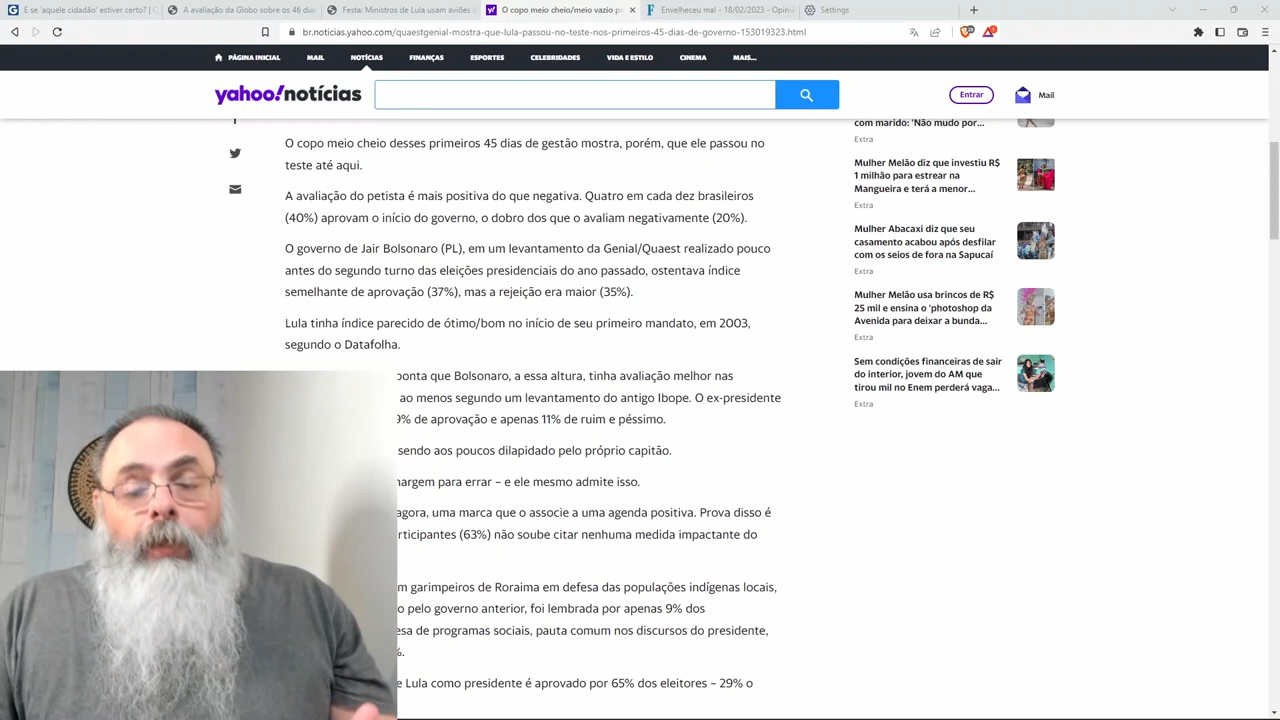 E se 'aquele cidadão' estiver certo? | G
A avaliação da Globo sobre os 46 dias
Festa: Ministros de Lula usam aviões
O copo meio cheio/meio vazio pa
Envelheceu mal - 18/02/2023 - Opini
Settings
br.noticias.yahoo.com/quaestgenial-mostra-que-lula-passou-no-teste-nos-primeiros-45-dias-de-governo-153019323.html
PÁGINA INICIAL
MAIL
NOTÍCIAS
FINANÇAS
ESPORTES
CELEBRIDADES
VIDA E ESTILO
CINEMA
MAIS...
yahoo!notícias
Entrar
Mail
O copo meio cheio desses primeiros 45 dias de gestão mostra, porém, que ele passou no
teste até aqui.
A avaliação do petista é mais positiva do que negativa. Quatro em cada dez brasileiros
(40%) aprovam o início do governo, o dobro dos que o avaliam negativamente (20%).
O governo de Jair Bolsonaro (PL), em um levantamento da Genial/Quaest realizado pouco
antes do segundo turno das eleições presidenciais do ano passado, ostentava índice
semelhante de aprovação (37%), mas a rejeição era maior (35%).
Lula tinha índice parecido de ótimo/bom no início de seu primeiro mandato, em 2003,
segundo o Datafolha.
ponta que Bolsonaro, a essa altura, tinha avaliação melhor nas
ao menos segundo um levantamento do antigo Ibope. O ex-presidente
9% de aprovação e apenas 11% de ruim e péssimo.
sendo aos poucos dilapidado pelo próprio capitão.
margem para errar – e ele mesmo admite isso.
agora, uma marca que o associe a uma agenda positiva. Prova disso é
rticipantes (63%) não soube citar nenhuma medida impactante do
m garimpeiros de Roraima em defesa das populações indígenas locais,
o pelo governo anterior, foi lembrada por apenas 9% dos
esa de programas sociais, pauta comum nos discursos do presidente,
%.
e Lula como presidente é aprovado por 65% dos eleitores – 29% o
com marido: 'Não mudo por...
Extra
Mulher Melão diz que investiu R$
1 milhão para estrear na
Mangueira e terá a menor...
Extra
Mulher Abacaxi diz que seu
casamento acabou após desfilar
com os seios de fora na Sapucaí
Extra
Mulher Melão usa brincos de R$
25 mil e ensina o 'photoshop da
Avenida para deixar a bunda...
Extra
Sem condições financeiras de sair
do interior, jovem do AM que
tirou mil no Enem perderá vaga...
Extra